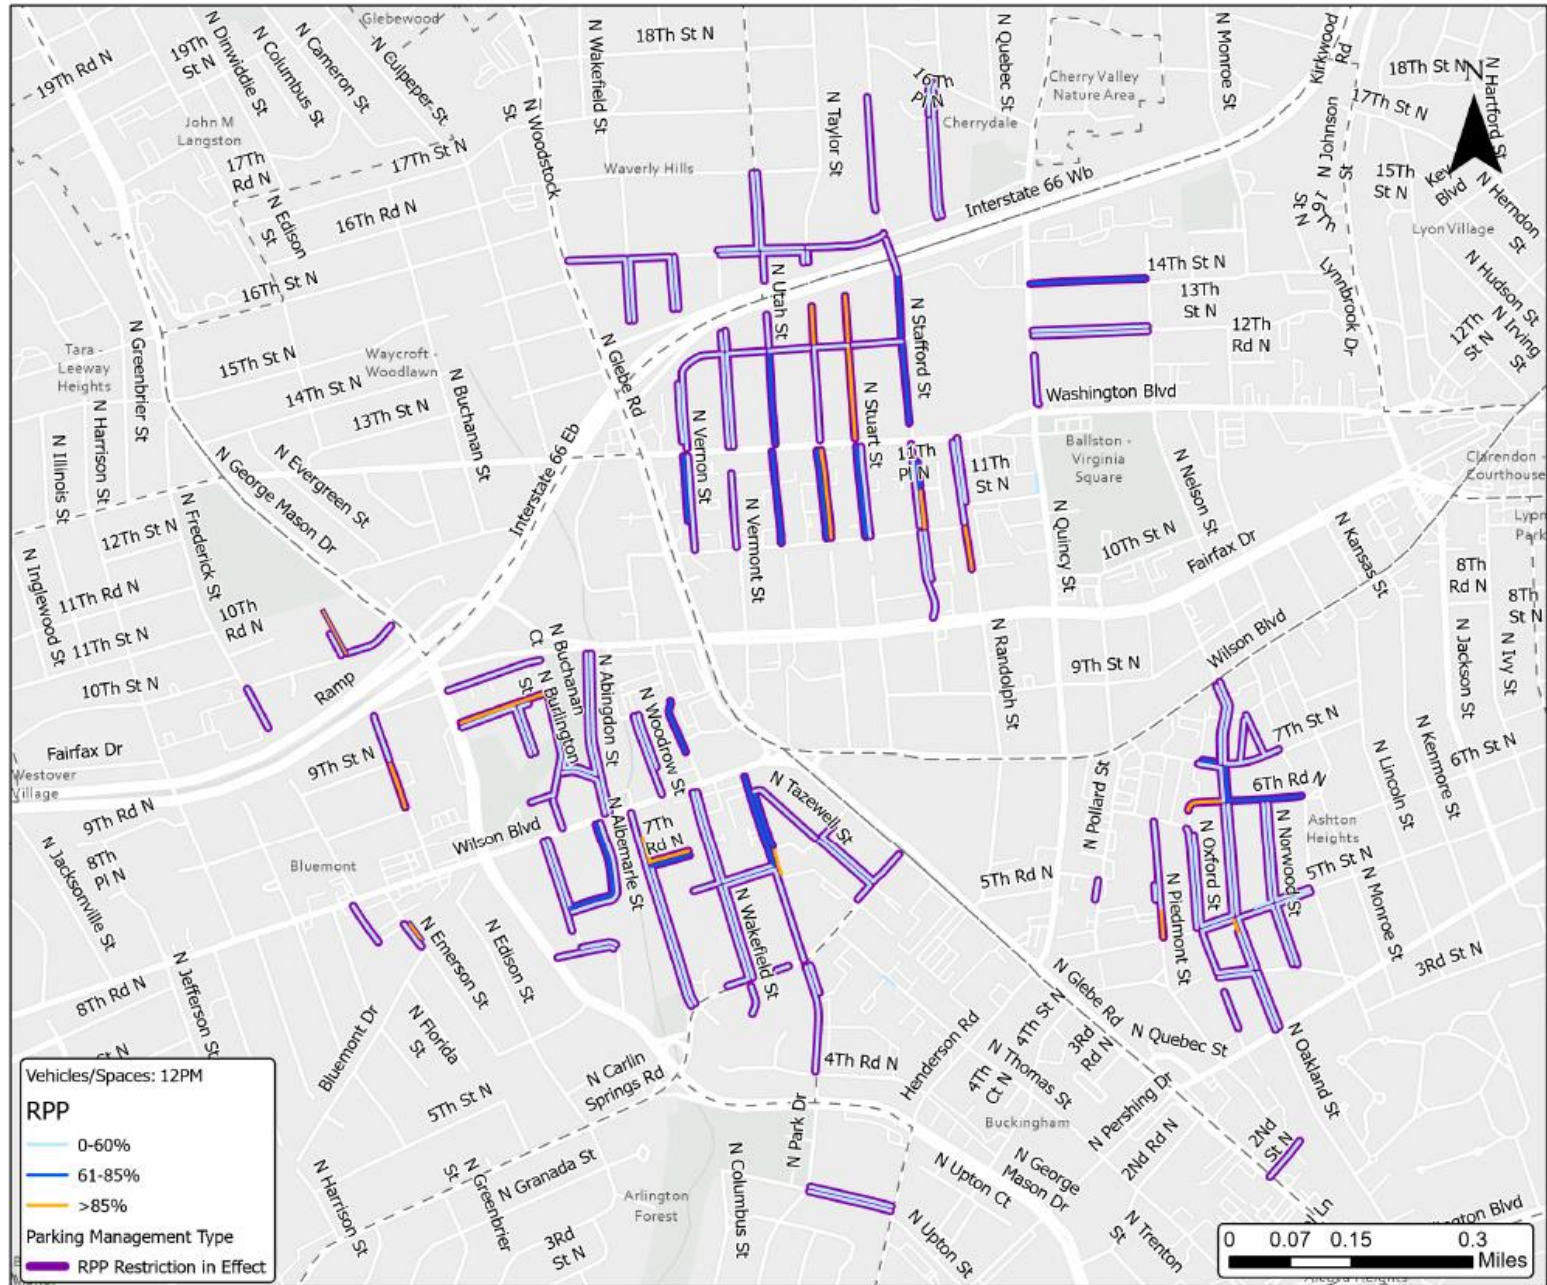 Glebewood
18Th St N
19Th Rd N
19Th
St N
N Dinwiddie St
N Columbus St
N Cameron St
N Culpeper St
N Woodstock
St
N Wakefield St
N Taylor St
16Th
Pl N
N Quebec St
Cherry Valley
Nature Area
N Monroe St
Kirkwood
Rd
18Th St N
N
N Hartford St
17Th St N
John M
Langston
17Th
Rd N
17Th St N
Waverly Hills
Cherrydale
Interstate 66 Wb
N Johnson
St
15Th
St N
Key
Blvd
N Herndon
St
16Th
St N
Lyon Village
N Edison
St
16Th Rd N
16Th St N
N Utah St
14Th St N
13Th
St N
12Th
Rd N
Lynnbrook Dr
N Hudson St
N Irving
St
12Th
St N
N Greenbrier St
Tara -
Leeway
Heights
15Th St N
Waycroft -
Woodlawn
14Th St N
13Th St N
N Glebe Rd
N Stafford St
N Buchanan St
N Stuart St
Washington Blvd
N Harrison St
N Illinois St
N George Mason Dr
N Evergreen St
Interstate 66 Eb
N Vernon St
N Vermont St
11Th
Pl N
11Th
St N
Ballston -
Virginia
Square
N Nelson St
Clarendon -
Courthouse
N Quincy St
10Th St N
Fairfax Dr
N Kansas St
Lyon
Park
12Th St N
N Frederick St
N Inglewood St
11Th Rd N
11Th St N
10Th
Rd N
10Th St N
8Th
Rd N
8Th
St N
N Jackson St
N Ivy St
Wilson Blvd
9Th St N
N Randolph St
Ct
N Buchanan
St
N Burlington
N Abingdon St
N Woodrow St
Ramp
Fairfax Dr
Westover
Village
9Th St N
9Th Rd N
7Th St N
6Th St N
6Th Rd N
N Lincoln St
N Kenmore St
N Pollard St
N Tazewell St
N Albemarle St
Wilson Blvd
7Th
Rd N
N Jacksonville St
8Th
Pl N
Bluemont
Ashton
Heights
N Norwood St
N Oxford St
5Th St N
5Th Rd N
N Piedmont St
N Monroe St
3Rd St N
N Wakefield St
N Emerson St
N Edison St
N Jefferson St
8Th Rd N
Bluemont Dr
N Florida
St
St N
5Th St N
N Carlin
Springs Rd
4Th Rd N
Henderson Rd
N Glebe Rd
4Th St N
3Rd
Rd N
N Quebec St
N Thomas St
4Th
Ct N
N Oakland St
N Pershing Dr
Buckingham
2Nd Rd N
2Nd
St N
N Park Dr
N Columbus St
N Harrison St
St
N Greenbrier
N Granada St
3Rd
St N
Arlington
Forest
N Upton Ct
N George
Mason Dr
N Upton St
N Trenton
St
Vehicles/Spaces: 12PM
RPP
0-60%
61-85%
>85%
Parking Management Type
RPP Restriction in Effect
0 0.07 0.15 0.3
Miles